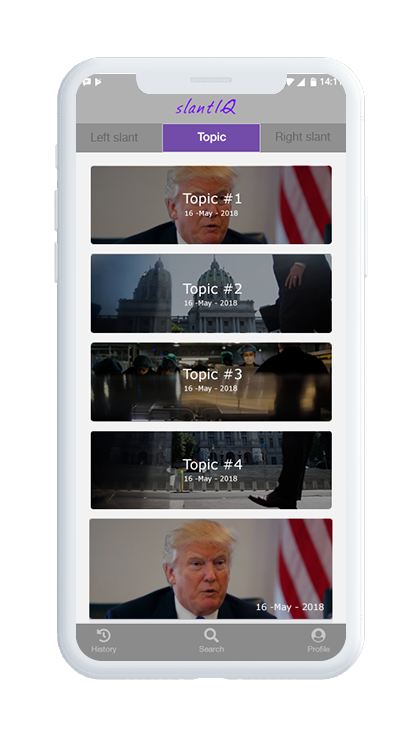 14:11
slantIQ
Left slant Topic Right slant
Topic #1
16 -May - 2018
Topic #2
16 -May - 2018
Topic #3
16 -May - 2018
Topic #4
16 -May - 2018
16 -May - 2018
History Search Profile